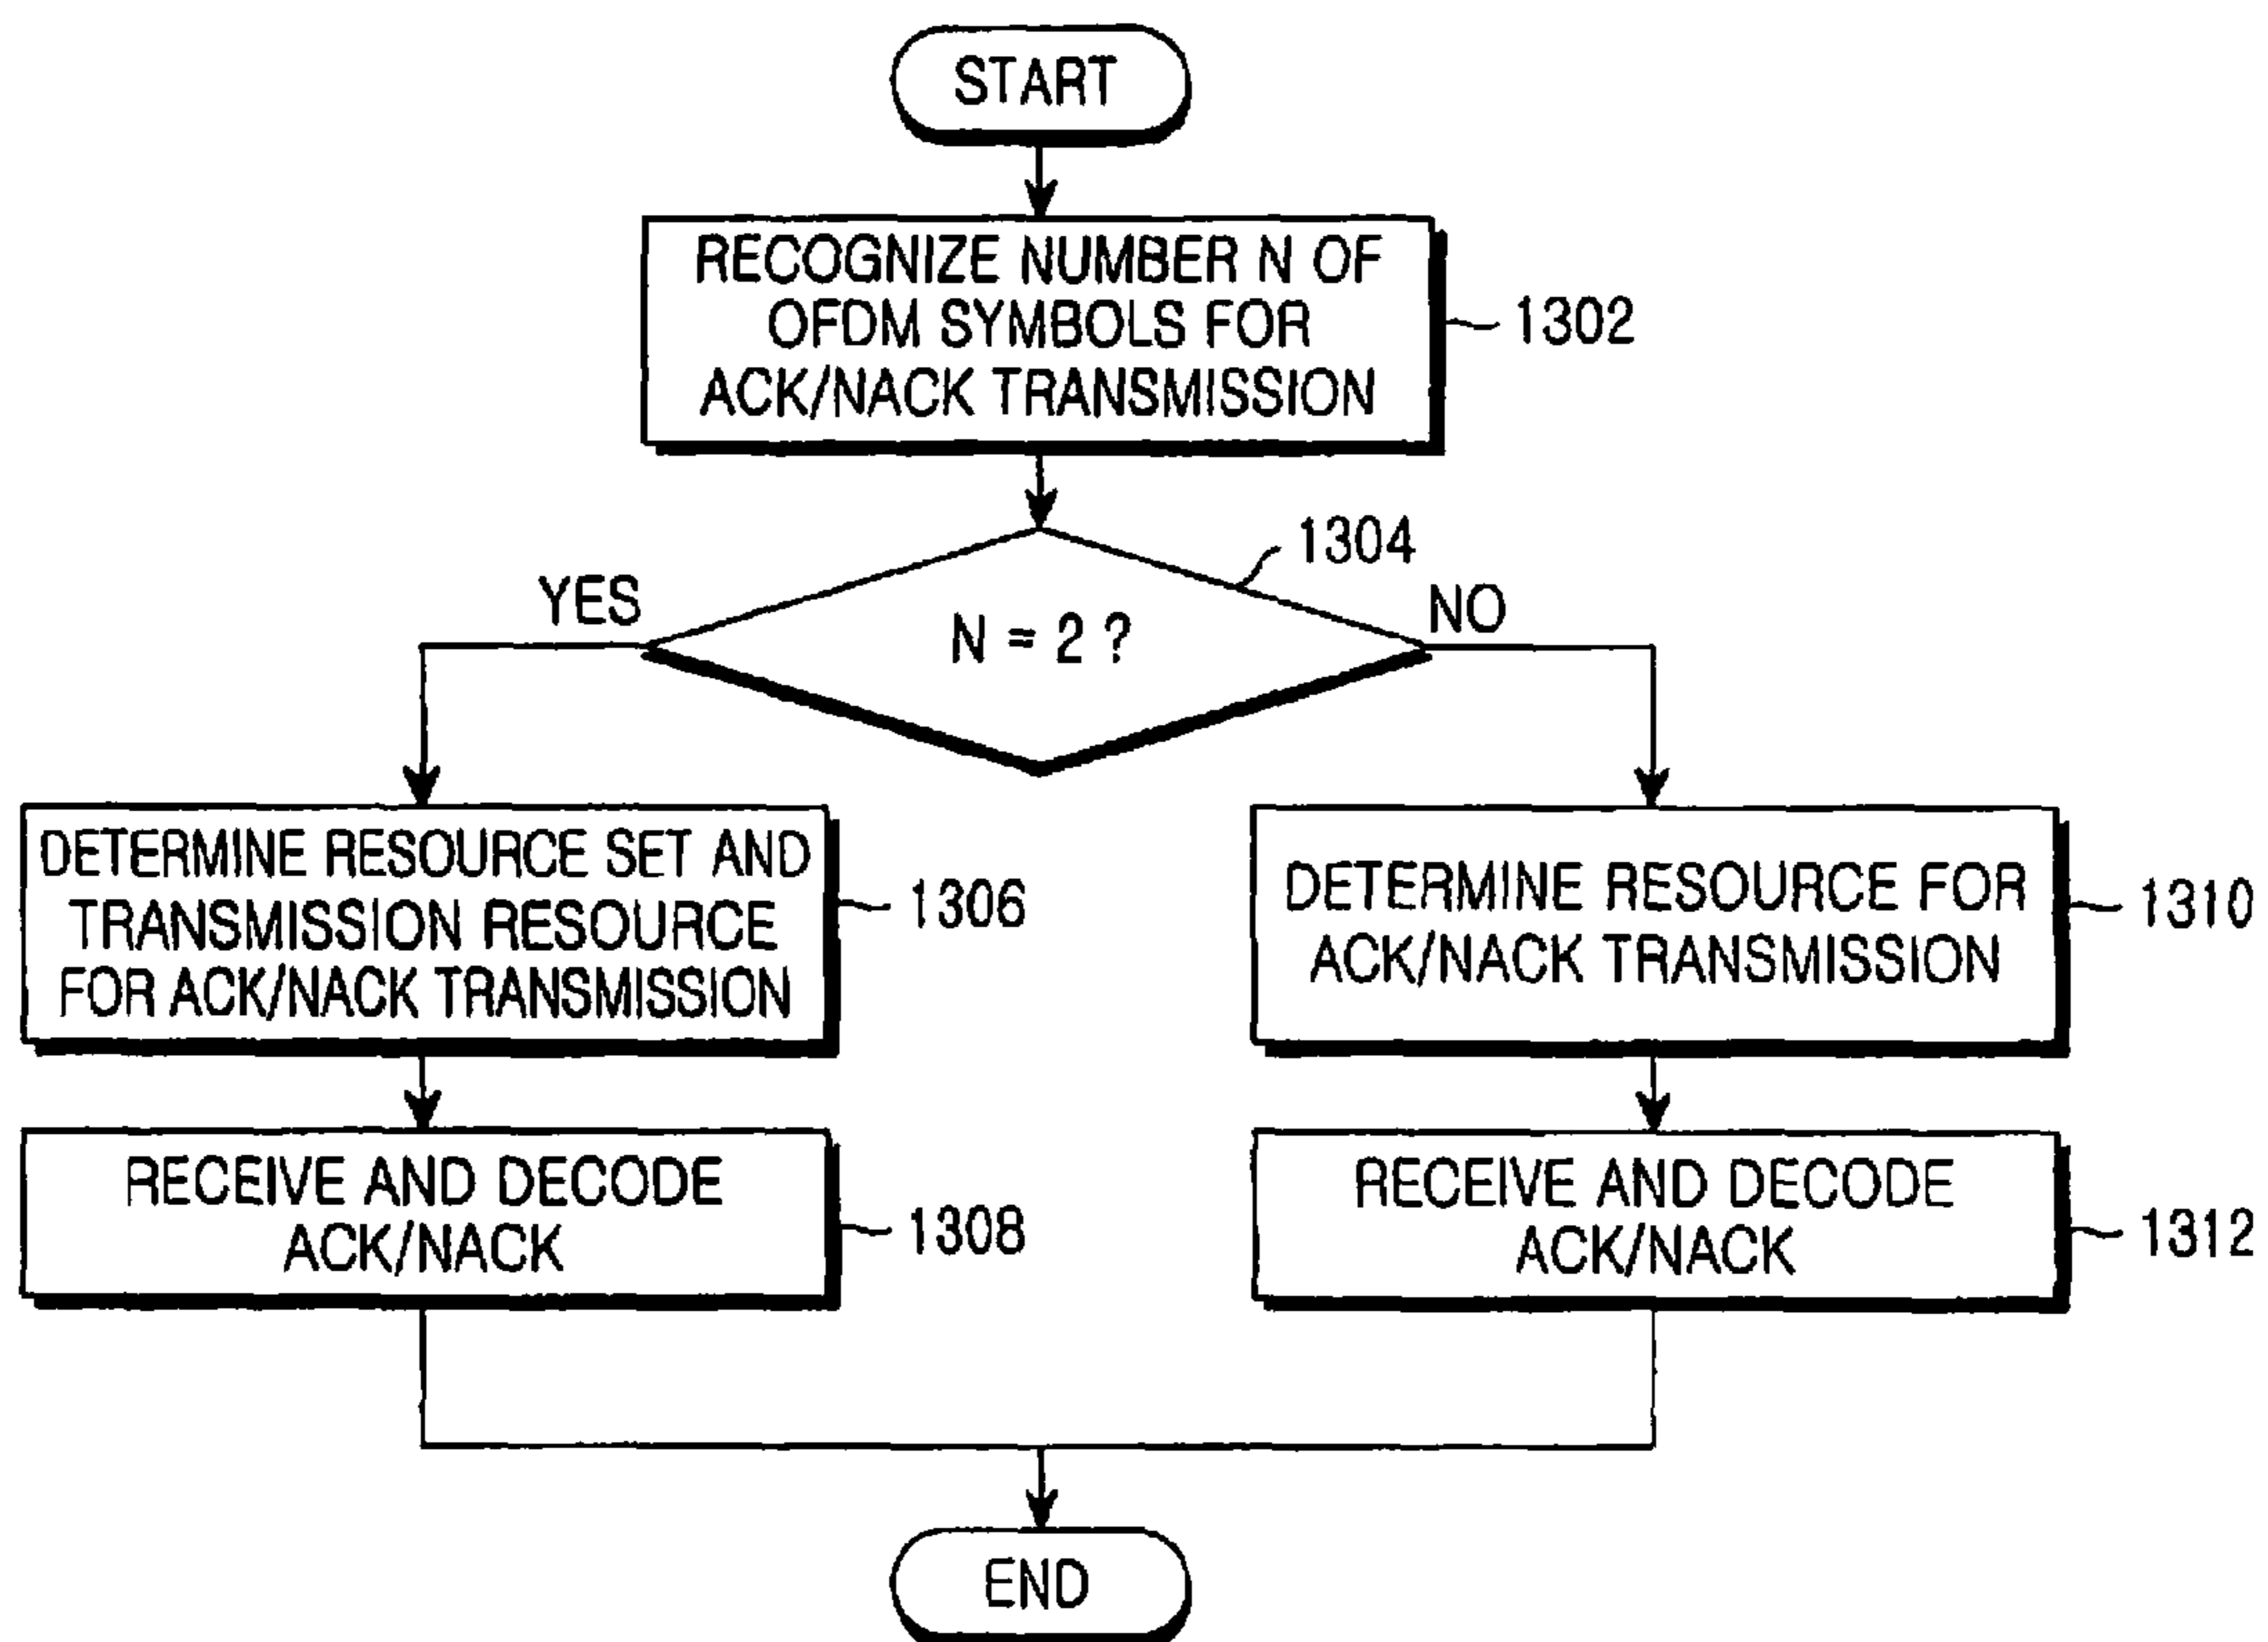 START
RECOGNIZE NUMBER N OF
OFDM SYMBOLS FOR
ACK/NACK TRANSMISSION
1302
1304
YES
N = 2 ?
NO
DETERMINE RESOURCE SET AND
TRANSMISSION RESOURCE
FOR ACK/NACK TRANSMISSION
1306
DETERMINE RESOURCE FOR
ACK/NACK TRANSMISSION
1310
RECEIVE AND DECODE
ACK/NACK
1308
RECEIVE AND DECODE
ACK/NACK
1312
END